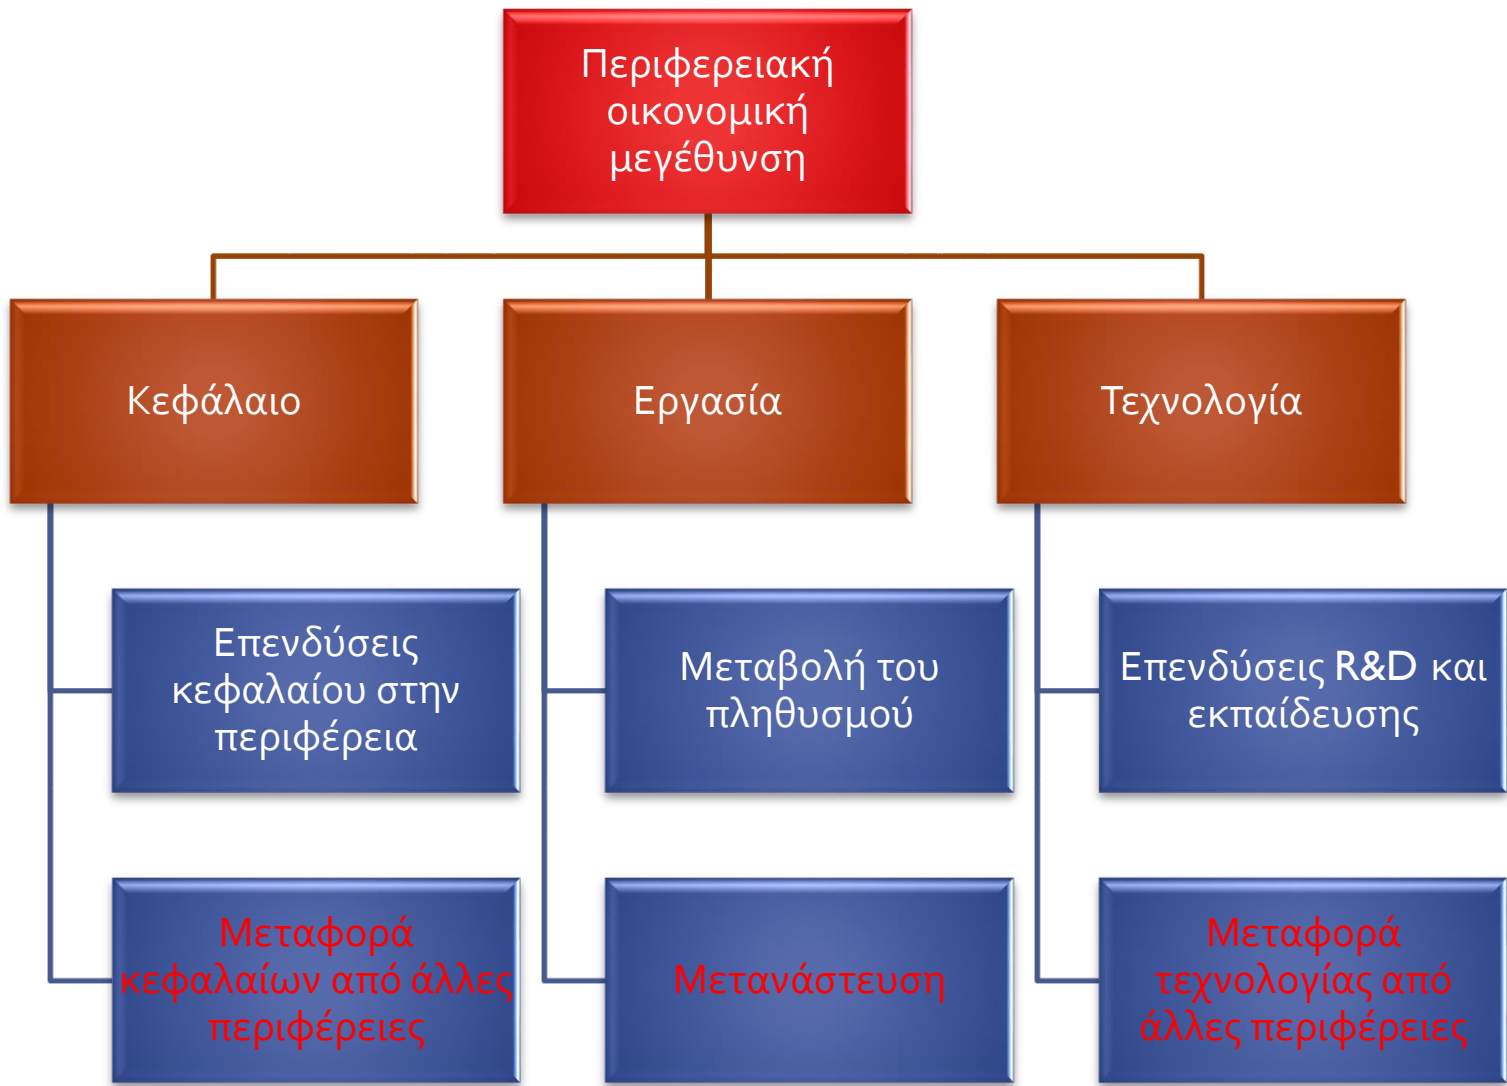 Περιφερειακή
οικονομική
μεγέθυνση
Κεφάλαιο
Εργασία
Τεχνολογία
Επενδύσεις
κεφαλαίου στην
περιφέρεια
Μεταβολή του
πληθυσμού
Επενδύσεις R&D και
εκπαίδευσης
Μεταφορά
κεφαλαίων από άλλες
περιφέρειες
Μετανάστευση
Μεταφορά
τεχνολογίας από
άλλες περιφέρειες